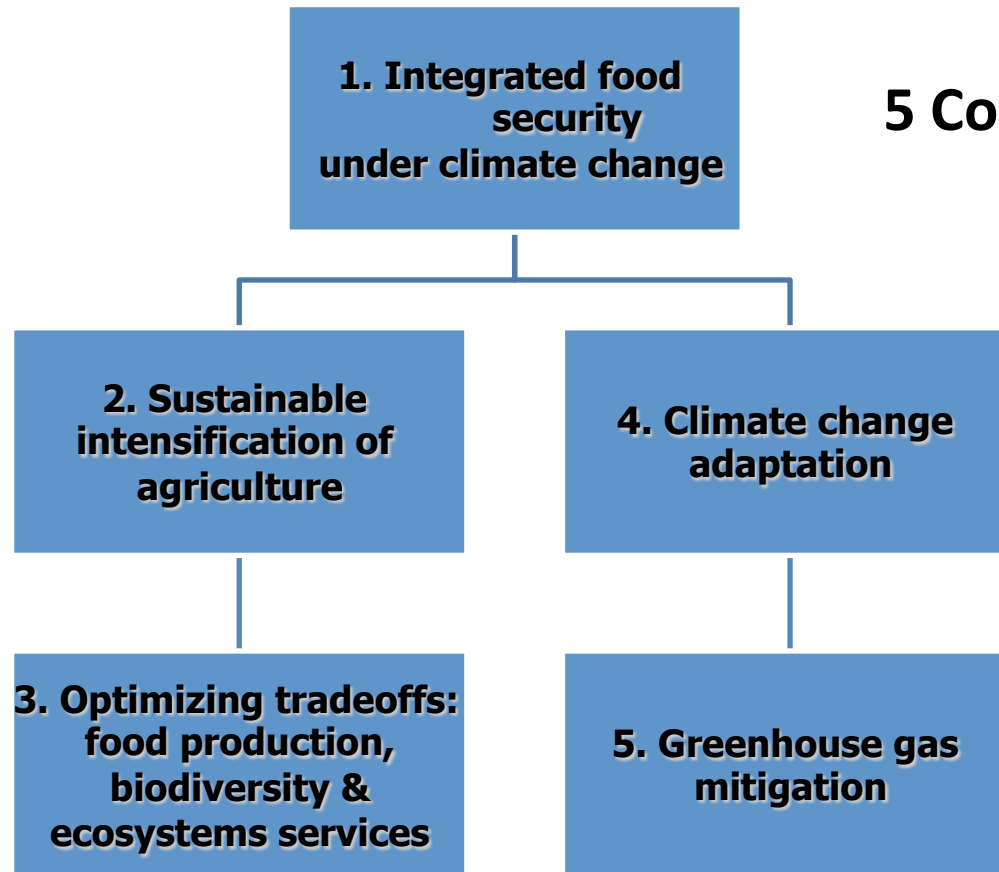 1. Integrated food
security
under climate change
5 Co
2. Sustainable
intensification of
agriculture
4. Climate change
adaptation
3. Optimizing tradeoffs:
food production,
biodiversity &
ecosystems services
5. Greenhouse gas
mitigation